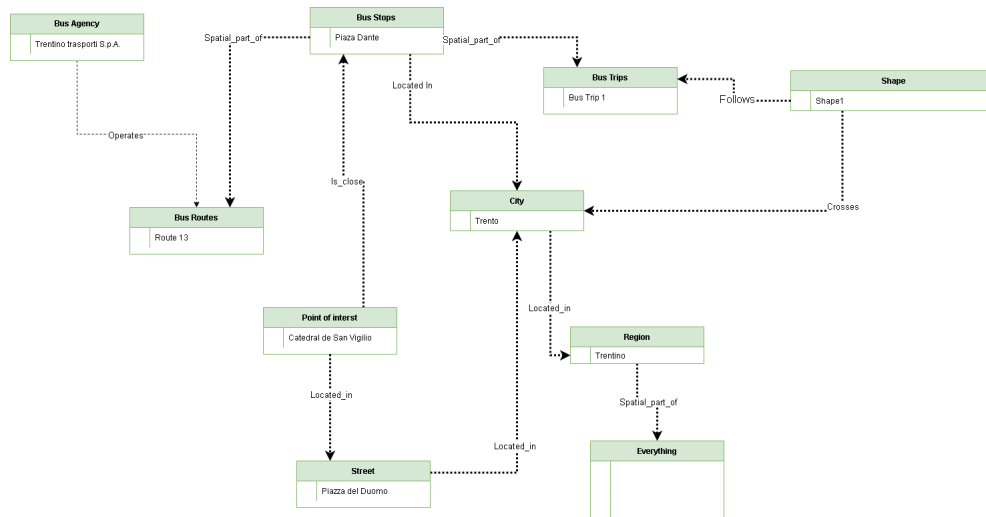 Bus Agency
Trentino trasporti S.p.A.
Bus Stops
Piaza Dante
Spatial_part_of
Spatial_part_of
Located In
Bus Trips
Bus Trip 1
Follows
Shape
Shape1
Operates
Is_close
Crosses
Bus Routes
Route 13
City
Trento
Point of interst
Catedral de San Vigilio
Located_in
Region
Trentino
Located_in
Spatial_part_of
Located_in
Everything
Street
Piazza del Duomo